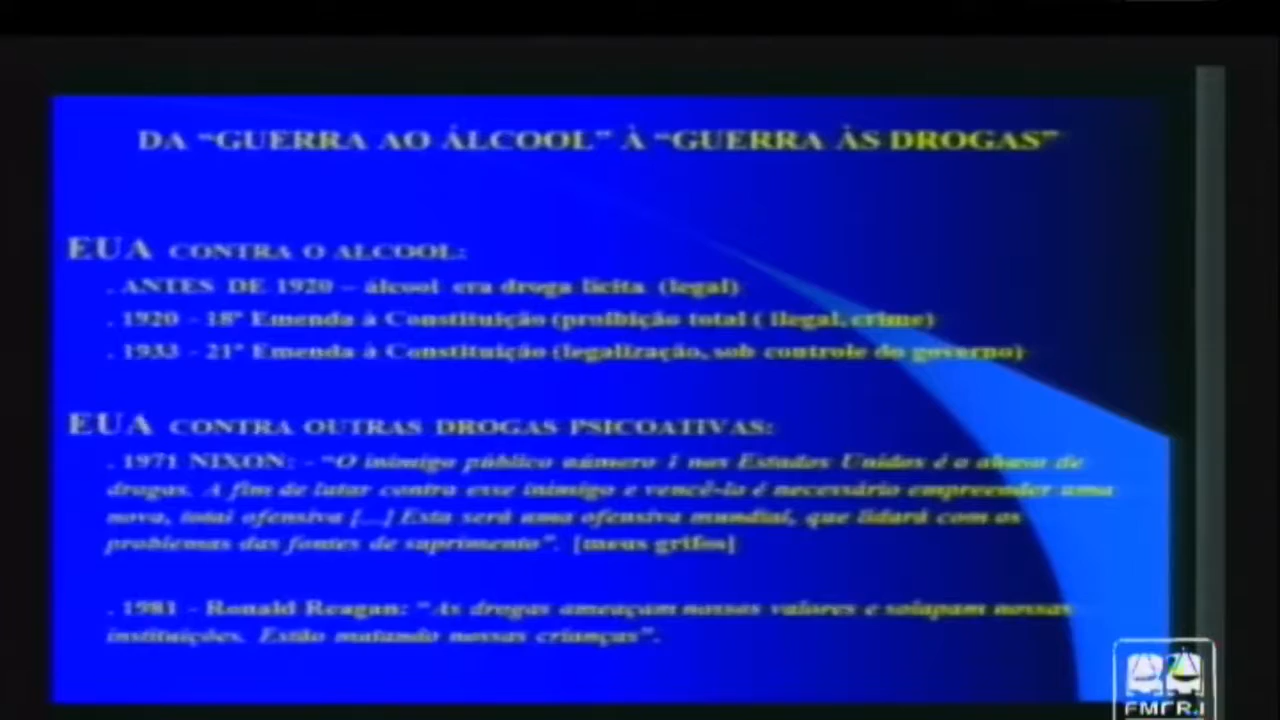 DA “GUERRA AO ÁLCOOL” À “GUERRA ÀS DROGAS”
EUA CONTRA O ALCOOL:
. ANTES DE 1920 – álcool era droga lícita (legal)
. 1920 - 18ª Emenda à Constituição (proibição total ( ilegal, crime)
. 1933 - 21ª Emenda à Constituição (legalização, sob controle do governo)
EUA CONTRA OUTRAS DROGAS PSICOATIVAS:
. 1971 NIXON: - “O inimigo público número 1 nos Estados Unidos é o abuso de
drogas. A fim de lutar contra esse inimigo e vencê-lo é necessário empreender uma
nova, total ofensiva [...] Esta será uma ofensiva mundial, que lidará com os
problemas das fontes de suprimento”. [meus grifos]
. 1981 - Ronald Reagan: “As drogas ameaçam nossos valores e solapam nossas
instituições. Estão matando nossas crianças”.
EMERJ